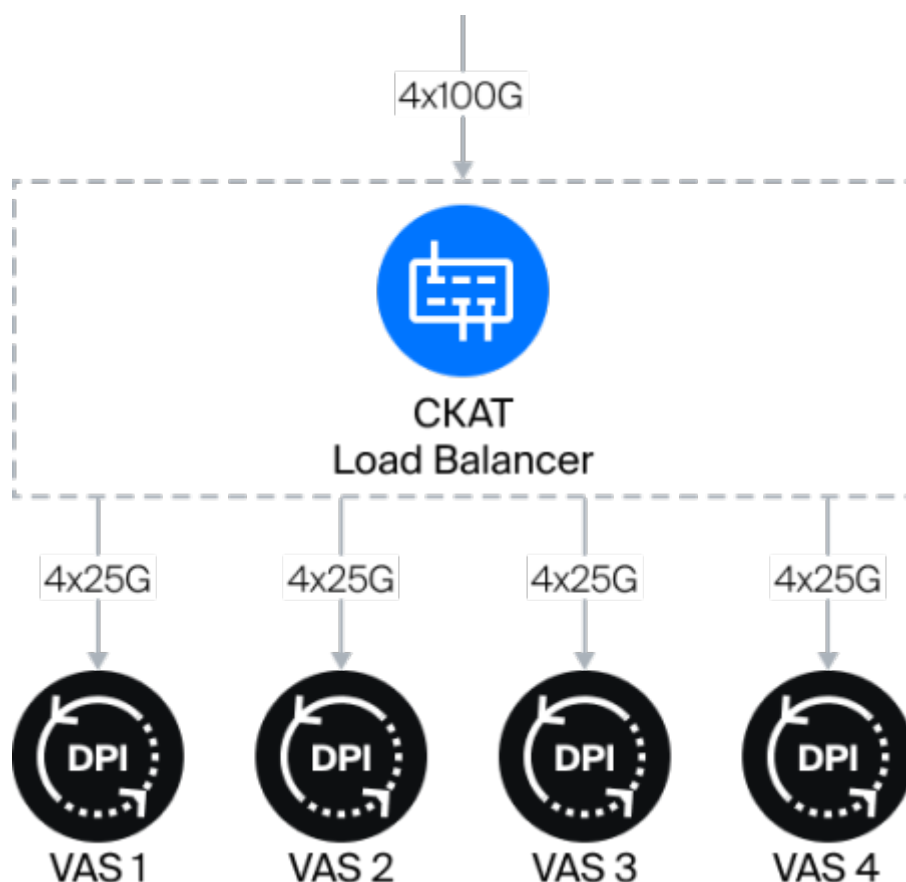 4x100G
СКАТ
Load Balancer
4x25G 4x25G 4x25G 4x25G
DPI DPI DPI DPI
VAS 1 VAS 2 VAS 3 VAS 4